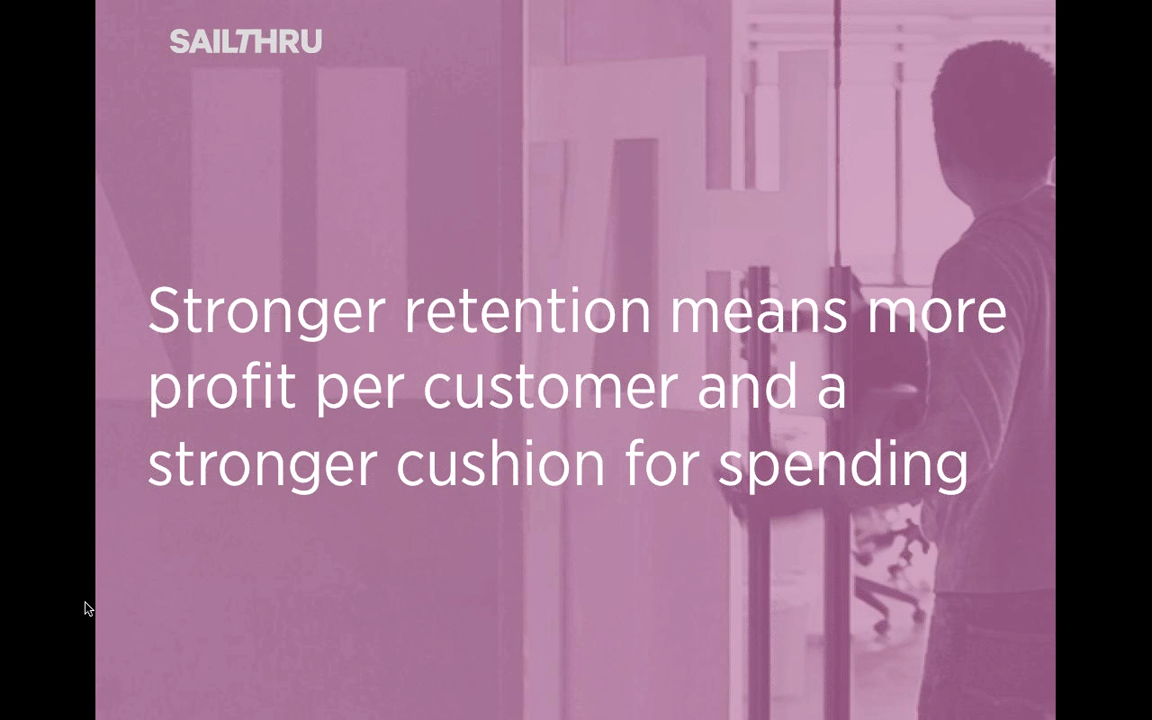 SAILTHRU
Stronger retention means more
profit per customer and a
stronger cushion for spending